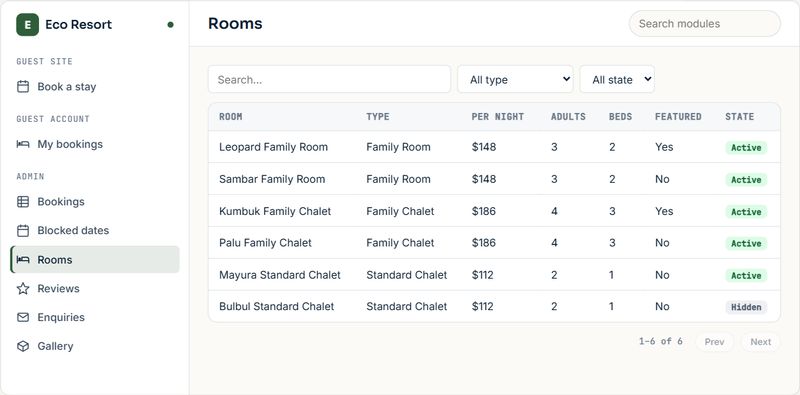 E Eco Resort
GUEST SITE
Book a stay
GUEST ACCOUNT
My bookings
ADMIN
Bookings
Blocked dates
Rooms
Reviews
Enquiries
Gallery
Rooms
Search modules
Search...
All type
All state
ROOM TYPE PER NIGHT ADULTS BEDS FEATURED STATE
Leopard Family Room Family Room $148 3 2 Yes Active
Sambar Family Room Family Room $148 3 2 No Active
Kumbuk Family Chalet Family Chalet $186 4 3 Yes Active
Palu Family Chalet Family Chalet $186 4 3 No Active
Mayura Standard Chalet Standard Chalet $112 2 1 No Active
Bulbul Standard Chalet Standard Chalet $112 2 1 No Hidden
1–6 of 6 Prev Next